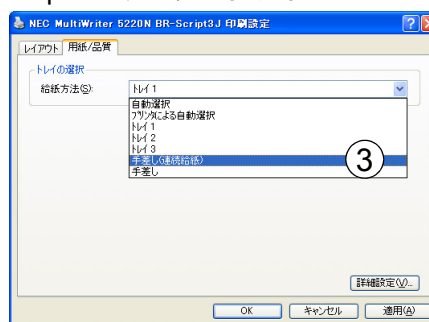 NEC MultiWriter 5220N BR-Script3J 印刷設定
レイアウト 用紙/品質
トレイの選択
給紙方法(S): トレイ 1
自動選択
プリンタによる自動選択
トレイ 1
トレイ 2
トレイ 3
手差し(連続給紙)
手差し
3
詳細設定(V)...
OK キャンセル 適用(A)